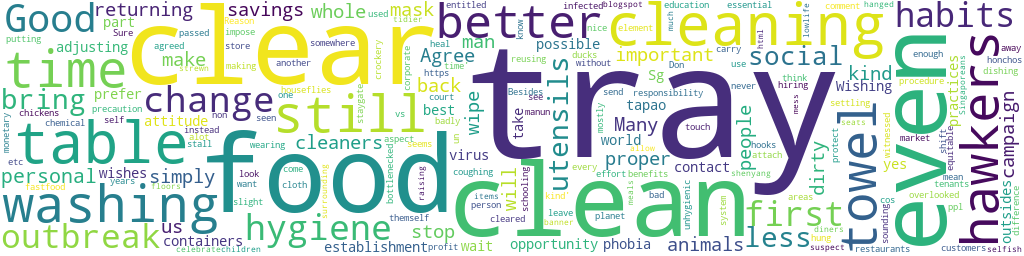 Good
returning
savings
whole
mask
better
cleaning
habits
time
clear
tray
even
hawkers
part
adjusting
make
Sure
agreed
passed
impose
store
Reason
used
tidier
crockery
man
Agree
time
possible
infected
blogspot
education
essential
entitled
know
nice
element
much
comment
hanged
lowlife
html
important
social
kind
Sg
Don
carry
use
reusing
ducks
without
putting
strewn
making
another
somewhere
houseflies
https
corporate
bring
prefer
change
still
back
utensils
wipe
Besides
send
responsibility
never
hiring
think
mess
Wishing
settling
seats
practices
enough
procedure
Singaporeans
away
honchos
dishing
monetary
precaution
chickens
chemical
self
attitude
alot
non
stall
seen
one
vs
court
staygate
heal
best
badly
un
tapao
Many
world
proper
contact
see
manun
mostly
touch
hooks
attach
people
dirty
yes
witnessed
protect
market
shift
equitable
overlooked
etc
table
food
instead
wearing
cleaners
come
cloth
want
bottlenecked
aspect
seems
virus
coughing
take
clean
first
towel
campaign
personal
wishes
years
simply
fastfood
floors
look
slight
surrounding
us
will
allow
every
effort
benefits
shenyang
areas
cos
sounding
mean
tenants
ppl
outsides
difference
washing
hygiene
stop
raising
schooling
items
person
kind
meals
bad
planet
banner
unhygienic
system
less
diners
hung
suspect
outbreak
containers
celebratechildren
establishment
themself
profit
wait
cleared
leave
opportunity
phobia
animals
restaurants
customers
selfish